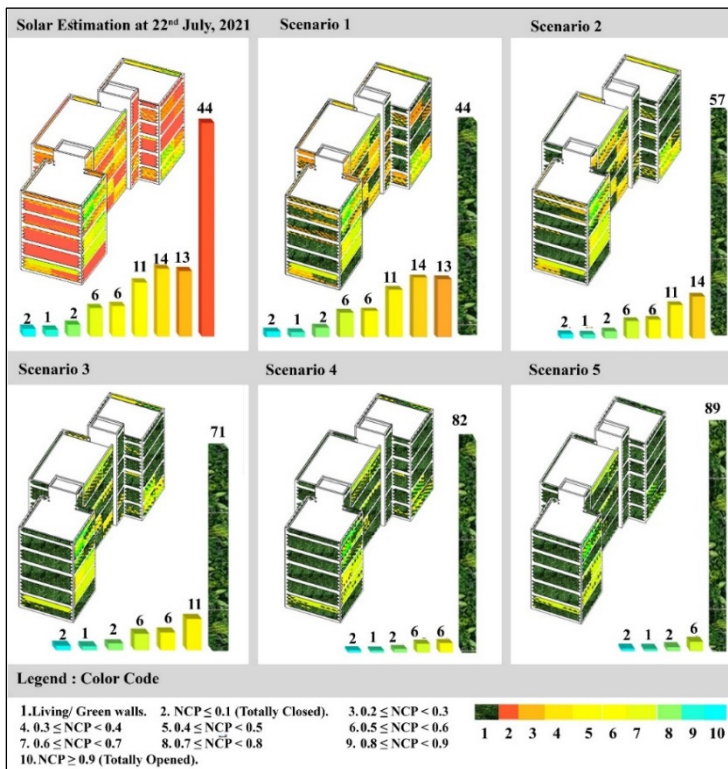 Solar Estimation at 22nd July, 2021
Scenario 1
Scenario 2
2 1 2 6 6 11 14 13 44
2 1 2 6 6 11 14 13 44
2 1 2 6 6 11 14 57
Scenario 3
Scenario 4
Scenario 5
2 1 2 6 6 11 71
2 1 2 6 6 82
2 1 2 6 89
Legend : Color Code
1.Living/ Green walls. 2. NCP ≤ 0.1 (Totally Closed). 3. 0.2 ≤ NCP < 0.3
4. 0.3 ≤ NCP < 0.4 5. 0.4 ≤ NCP < 0.5 6. 0.5 ≤ NCP < 0.6
7. 0.6 ≤ NCP < 0.7 8. 0.7 ≤ NCP < 0.8 9. 0.8 ≤ NCP < 0.9
10. NCP ≥ 0.9 (Totally Opened).
1 2 3 4 5 6 7 8 9 10